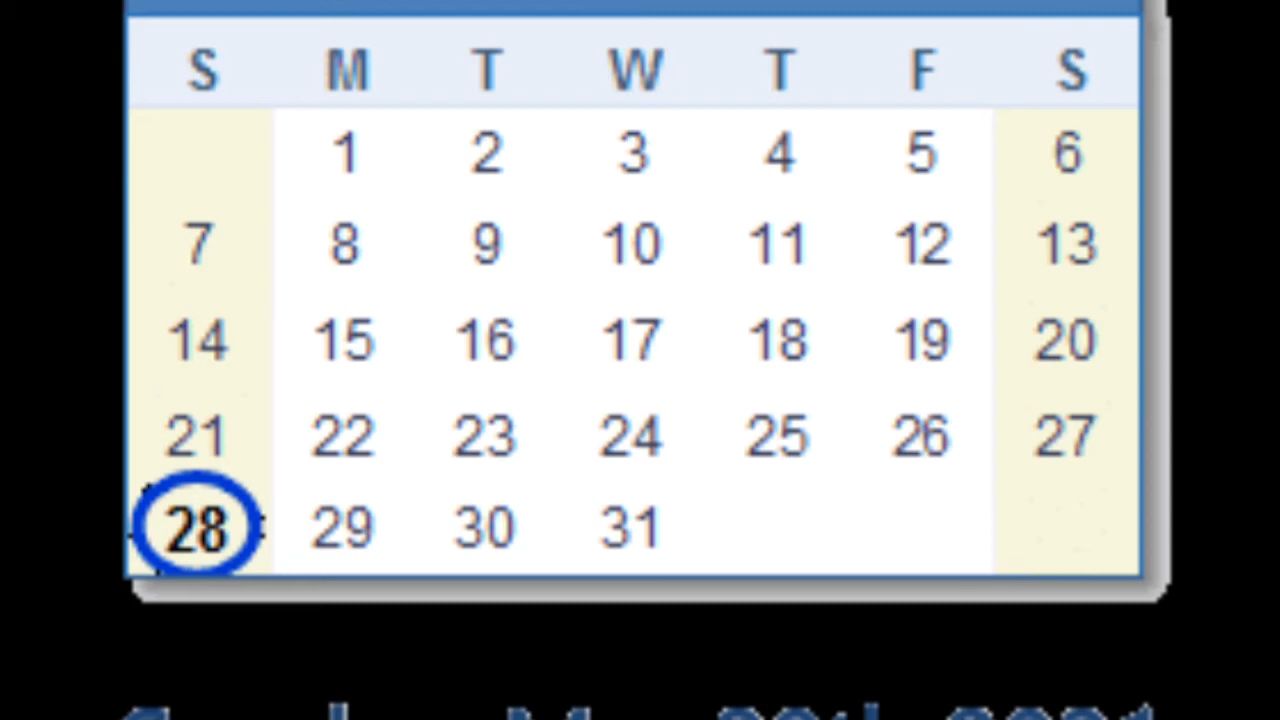 S M T W T F S
1 2 3 4 5 6
7 8 9 10 11 12 13
14 15 16 17 18 19 20
21 22 23 24 25 26 27
28 29 30 31